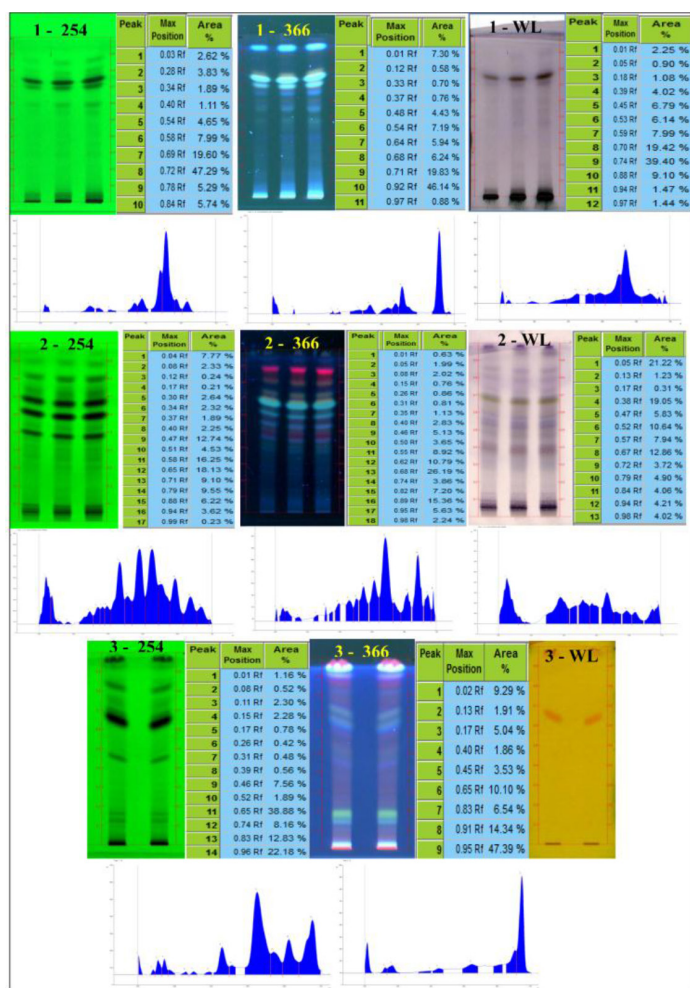 1 - 254
Peak Max Position Area %
1 0.03 Rf 2.62 %
2 0.28 Rf 3.83 %
3 0.34 Rf 1.89 %
4 0.40 Rf 1.11 %
5 0.54 Rf 4.65 %
6 0.58 Rf 7.99 %
7 0.69 Rf 19.60 %
8 0.72 Rf 47.29 %
9 0.78 Rf 5.29 %
10 0.84 Rf 5.74 %
1 - 366
Peak Max Position Area %
1 0.01 Rf 7.30 %
2 0.12 Rf 0.58 %
3 0.33 Rf 0.70 %
4 0.37 Rf 0.76 %
5 0.48 Rf 4.43 %
6 0.54 Rf 7.19 %
7 0.64 Rf 5.94 %
8 0.68 Rf 6.24 %
9 0.71 Rf 19.83 %
10 0.92 Rf 46.14 %
11 0.97 Rf 0.88 %
1 - WL
Peak Max Position Area %
1 0.01 Rf 2.25 %
2 0.05 Rf 0.90 %
3 0.18 Rf 1.08 %
4 0.39 Rf 4.02 %
5 0.45 Rf 6.79 %
6 0.53 Rf 6.14 %
7 0.59 Rf 7.99 %
8 0.70 Rf 19.42 %
9 0.74 Rf 39.40 %
10 0.88 Rf 9.10 %
11 0.94 Rf 1.47 %
12 0.97 Rf 1.44 %
2 - 254
Peak Max Position Area %
1 0.04 Rf 7.77 %
2 0.08 Rf 2.33 %
3 0.12 Rf 0.24 %
4 0.17 Rf 0.21 %
5 0.30 Rf 2.64 %
6 0.34 Rf 2.32 %
7 0.37 Rf 1.89 %
8 0.40 Rf 2.25 %
9 0.47 Rf 12.74 %
10 0.51 Rf 4.53 %
11 0.58 Rf 16.25 %
12 0.65 Rf 18.13 %
13 0.71 Rf 9.10 %
14 0.79 Rf 9.55 %
15 0.88 Rf 6.22 %
16 0.94 Rf 3.62 %
17 0.99 Rf 0.23 %
2 - 366
Peak Max Position Area %
1 0.01 Rf 0.63 %
2 0.05 Rf 1.99 %
3 0.08 Rf 2.02 %
4 0.15 Rf 0.76 %
5 0.26 Rf 0.86 %
6 0.31 Rf 0.81 %
7 0.35 Rf 1.13 %
8 0.40 Rf 2.83 %
9 0.46 Rf 5.13 %
10 0.50 Rf 3.65 %
11 0.55 Rf 8.92 %
12 0.62 Rf 10.79 %
13 0.68 Rf 26.19 %
14 0.74 Rf 3.86 %
15 0.82 Rf 7.28 %
16 0.89 Rf 15.36 %
17 0.95 Rf 5.63 %
18 0.98 Rf 2.24 %
2 - WL
Peak Max Position Area %
1 0.05 Rf 21.22 %
2 0.13 Rf 1.23 %
3 0.17 Rf 0.31 %
4 0.38 Rf 19.05 %
5 0.47 Rf 5.83 %
6 0.52 Rf 10.64 %
7 0.57 Rf 7.94 %
8 0.67 Rf 12.86 %
9 0.72 Rf 3.72 %
10 0.79 Rf 4.90 %
11 0.84 Rf 4.06 %
12 0.94 Rf 4.21 %
13 0.98 Rf 4.02 %
3 - 254
Peak Max Position Area %
1 0.01 Rf 1.16 %
2 0.08 Rf 0.52 %
3 0.11 Rf 2.30 %
4 0.15 Rf 2.28 %
5 0.17 Rf 0.78 %
6 0.26 Rf 0.42 %
7 0.31 Rf 0.48 %
8 0.39 Rf 0.56 %
9 0.46 Rf 7.56 %
10 0.52 Rf 1.89 %
11 0.65 Rf 38.88 %
12 0.74 Rf 8.16 %
13 0.83 Rf 12.83 %
14 0.96 Rf 22.18 %
3 - 366
Peak Max Position Area %
1 0.02 Rf 9.29 %
2 0.13 Rf 1.91 %
3 0.17 Rf 5.04 %
4 0.40 Rf 1.86 %
5 0.45 Rf 3.53 %
6 0.65 Rf 10.10 %
7 0.83 Rf 6.54 %
8 0.91 Rf 14.34 %
9 0.95 Rf 47.39 %
3 - WL